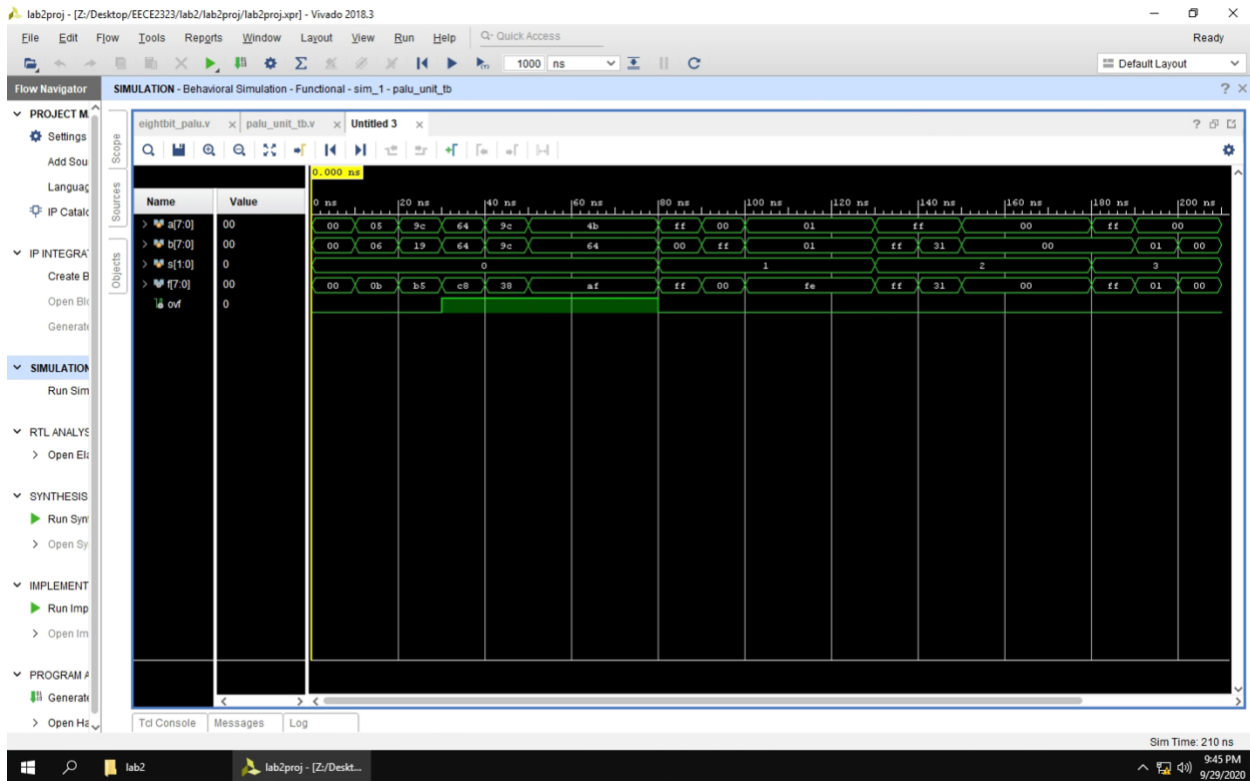 lab2proj - [Z:/Desktop/EECE2323/lab2/lab2proj/lab2proj.xpr] - Vivado 2018.3
File Edit Flow Tools Reports Window Layout View Run Help Q- Quick Access Ready
1000 ns Default Layout
Flow Navigator SIMULATION - Behavioral Simulation - Functional - sim_1 - palu_unit_tb ? ×
PROJECT M
Settings
Add Sou
Languag
IP Catalo
IP INTEGRA
Create B
Open Blo
Generate
SIMULATION
Run Sim
RTL ANALYS
Open Ela
SYNTHESIS
Run Syn
Open Sy
IMPLEMENT
Run Imp
Open Im
PROGRAM A
Generate
Open Ha
Scope
Sources
Objects
eightbit_palu.v × palu_unit_tb.v × Untitled 3 ×
0.000 ns
Name Value 0 ns 20 ns 40 ns 60 ns 80 ns 100 ns 120 ns 140 ns 160 ns 180 ns 200 ns
a[7:0] 00 00 05 9c 64 9c 4b ff 00 01 ff 00 ff 00
b[7:0] 00 00 06 19 64 9c 64 00 ff 01 ff 31 00 01 00
s[1:0] 0 0 1 2 3
f[7:0] 00 00 0b b5 c8 38 af ff 00 fe ff 31 00 ff 01 00
ovf 0
Tcl Console Messages Log
Sim Time: 210 ns
lab2 lab2proj - [Z:/Deskt...
9:45 PM
9/29/2020